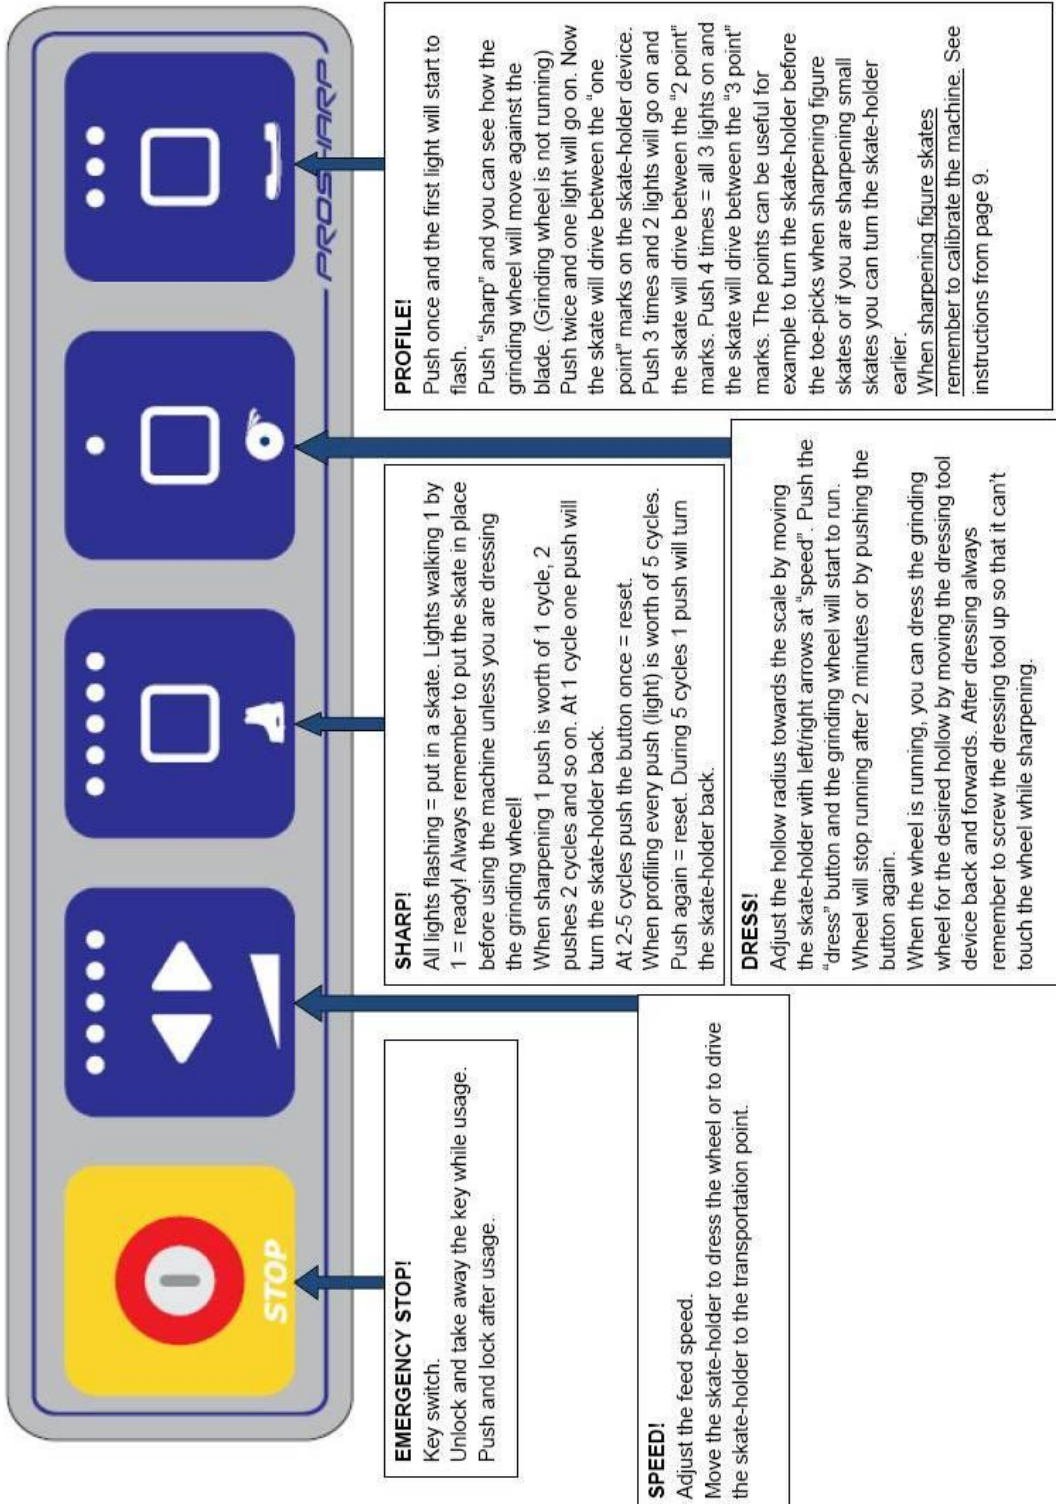 STOP
PROSHARP
EMERGENCY STOP!
Key switch.
Unlock and take away the key while usage.
Push and lock after usage.
SPEED!
Adjust the feed speed.
Move the skate-holder to dress the wheel or to drive
the skate-holder to the transportation point.
SHARP!
All lights flashing = put in a skate. Lights walking 1 by
1 = ready! Always remember to put the skate in place
before using the machine unless you are dressing
the grinding wheel!
When sharpening 1 push is worth of 1 cycle, 2
pushes 2 cycles and so on. At 1 cycle one push will
turn the skate-holder back.
At 2-5 cycles push the button once = reset.
When profiling every push (light) is worth of 5 cycles.
Push again = reset. During 5 cycles 1 push will turn
the skate-holder back.
DRESS!
Adjust the hollow radius towards the scale by moving
the skate-holder with left/right arrows at “speed”. Push the
“dress” button and the grinding wheel will start to run.
Wheel will stop running after 2 minutes or by pushing the
button again.
When the wheel is running, you can dress the grinding
wheel for the desired hollow by moving the dressing tool
device back and forwards. After dressing always
remember to screw the dressing tool up so that it can’t
touch the wheel while sharpening.
PROFILE!
Push once and the first light will start to
flash.
Push “sharp” and you can see how the
grinding wheel will move against the
blade. (Grinding wheel is not running)
Push twice and one light will go on. Now
the skate will drive between the “one
point” marks on the skate-holder device.
Push 3 times and 2 lights will go on and
the skate will drive between the “2 point”
marks. Push 4 times = all 3 lights on and
the skate will drive between the “3 point”
marks. The points can be useful for
example to turn the skate-holder before
the toe-picks when sharpening figure
skates or if you are sharpening small
skates you can turn the skate-holder
earlier.
When sharpening figure skates
remember to calibrate the machine. See
instructions from page 9.